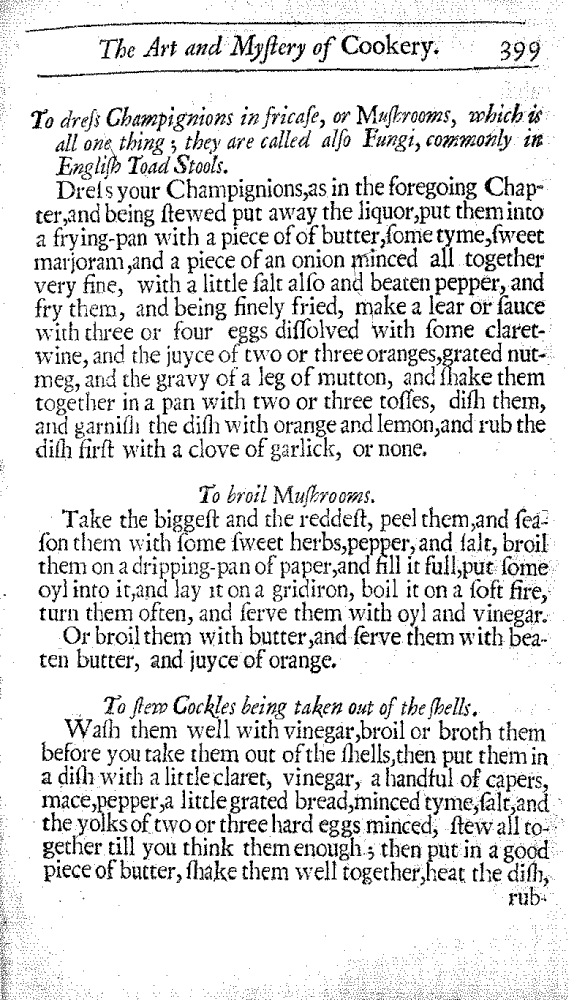 The Art and Myſtery of Cookery. 399
To dreſs Champignions in fricaſe, or Muſhrooms, which is
all one thing; they are called alſo Fungi, commonly in
Engliſh Toad Stools.
Dreſs your Champignions,as in the foregoing Chap-
ter,and being ſtewed put away the liquor,put them into
a frying-pan with a piece of of butter,ſome tyme,ſweet
marjoram,and a piece of an onion minced all together
very fine, with a little ſalt alſo and beaten pepper, and
fry them, and being finely fried, make a lear or ſauce
with three or four eggs diſſolved with ſome claret-
wine, and the juyce of two or three oranges,grated nut-
meg, and the gravy of a leg of mutton, and ſhake them
together in a pan with two or three toſſes, diſh them,
and garniſh the diſh with orange and lemon,and rub the
diſh firſt with a clove of garlick, or none.
To broil Muſhrooms.
Take the biggeſt and the reddeſt, peel them,and ſea-
ſon them with ſome ſweet herbs,pepper,and ſalt, broil
them on a dripping-pan of paper,and fill it full,put ſome
oyl into it,and lay it on a gridiron, boil it on a ſoft fire,
turn them often, and ſerve them with oyl and vinegar.
Or broil them with butter,and ſerve them with bea-
ten butter, and juyce of orange.
To ſtew Cockles being taken out of the ſhells.
Waſh them well with vinegar,broil or broth them
before you take them out of the ſhells,then put them in
a diſh with a little claret, vinegar, a handful of capers,
mace,pepper,a little grated bread,minced tyme,ſalt,and
the yolks of two or three hard eggs minced, ſtew all to-
gether till you think them enough; then put in a good
piece of butter, ſhake them well together,heat the diſh,
rub-